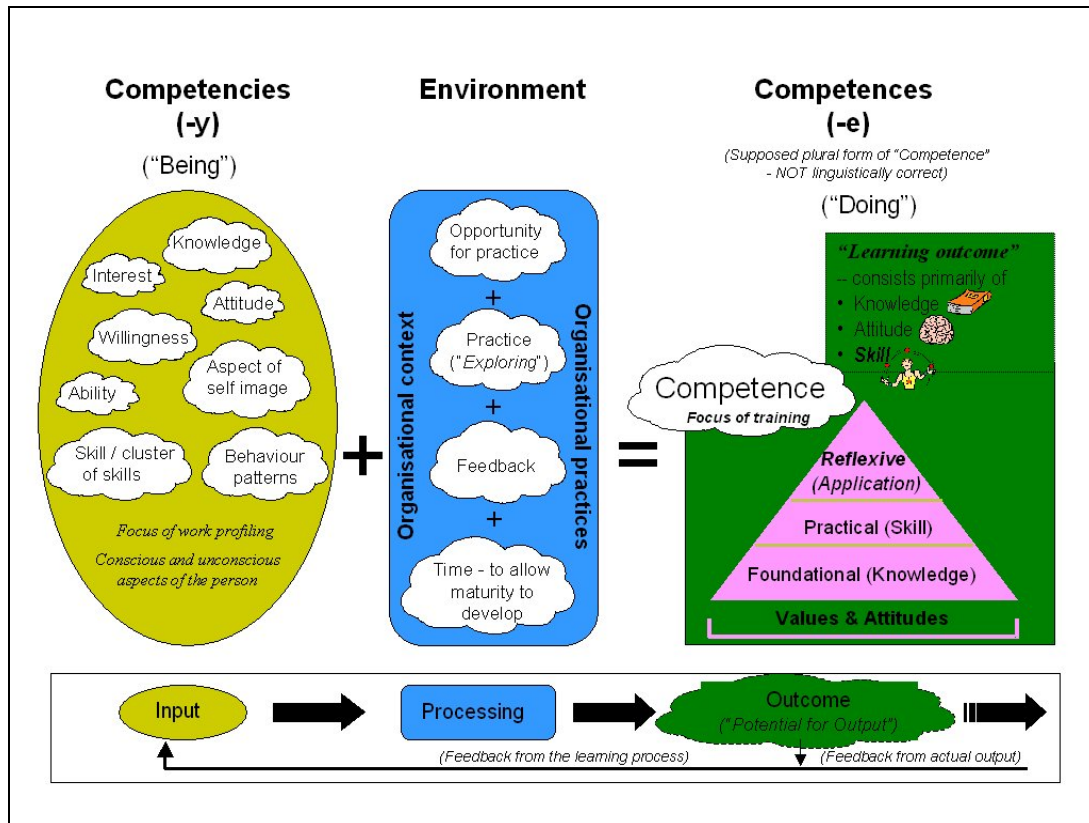 Competencies
(-y)
("Being")
Knowledge
Interest
Attitude
Willingness
Aspect of
self image
Ability
Skill / cluster
of skills
Behaviour
patterns
Focus of work profiling
Conscious and unconscious
aspects of the person
+
Environment
Organisational context
Opportunity
for practice
+
Practice
("Exploring")
+
Feedback
+
Time - to allow
maturity to
develop
Organisational practices
=
Competences
(-e)
(Supposed plural form of "Competence"
- NOT linguistically correct)
("Doing")
"Learning outcome"
– consists primarily of
• Knowledge
• Attitude
• Skill
Competence
Focus of training
Reflexive
(Application)
Practical (Skill)
Foundational (Knowledge)
Values & Attitudes
Input
Processing
Outcome
("Potential for Output")
(Feedback from the learning process)
(Feedback from actual output)